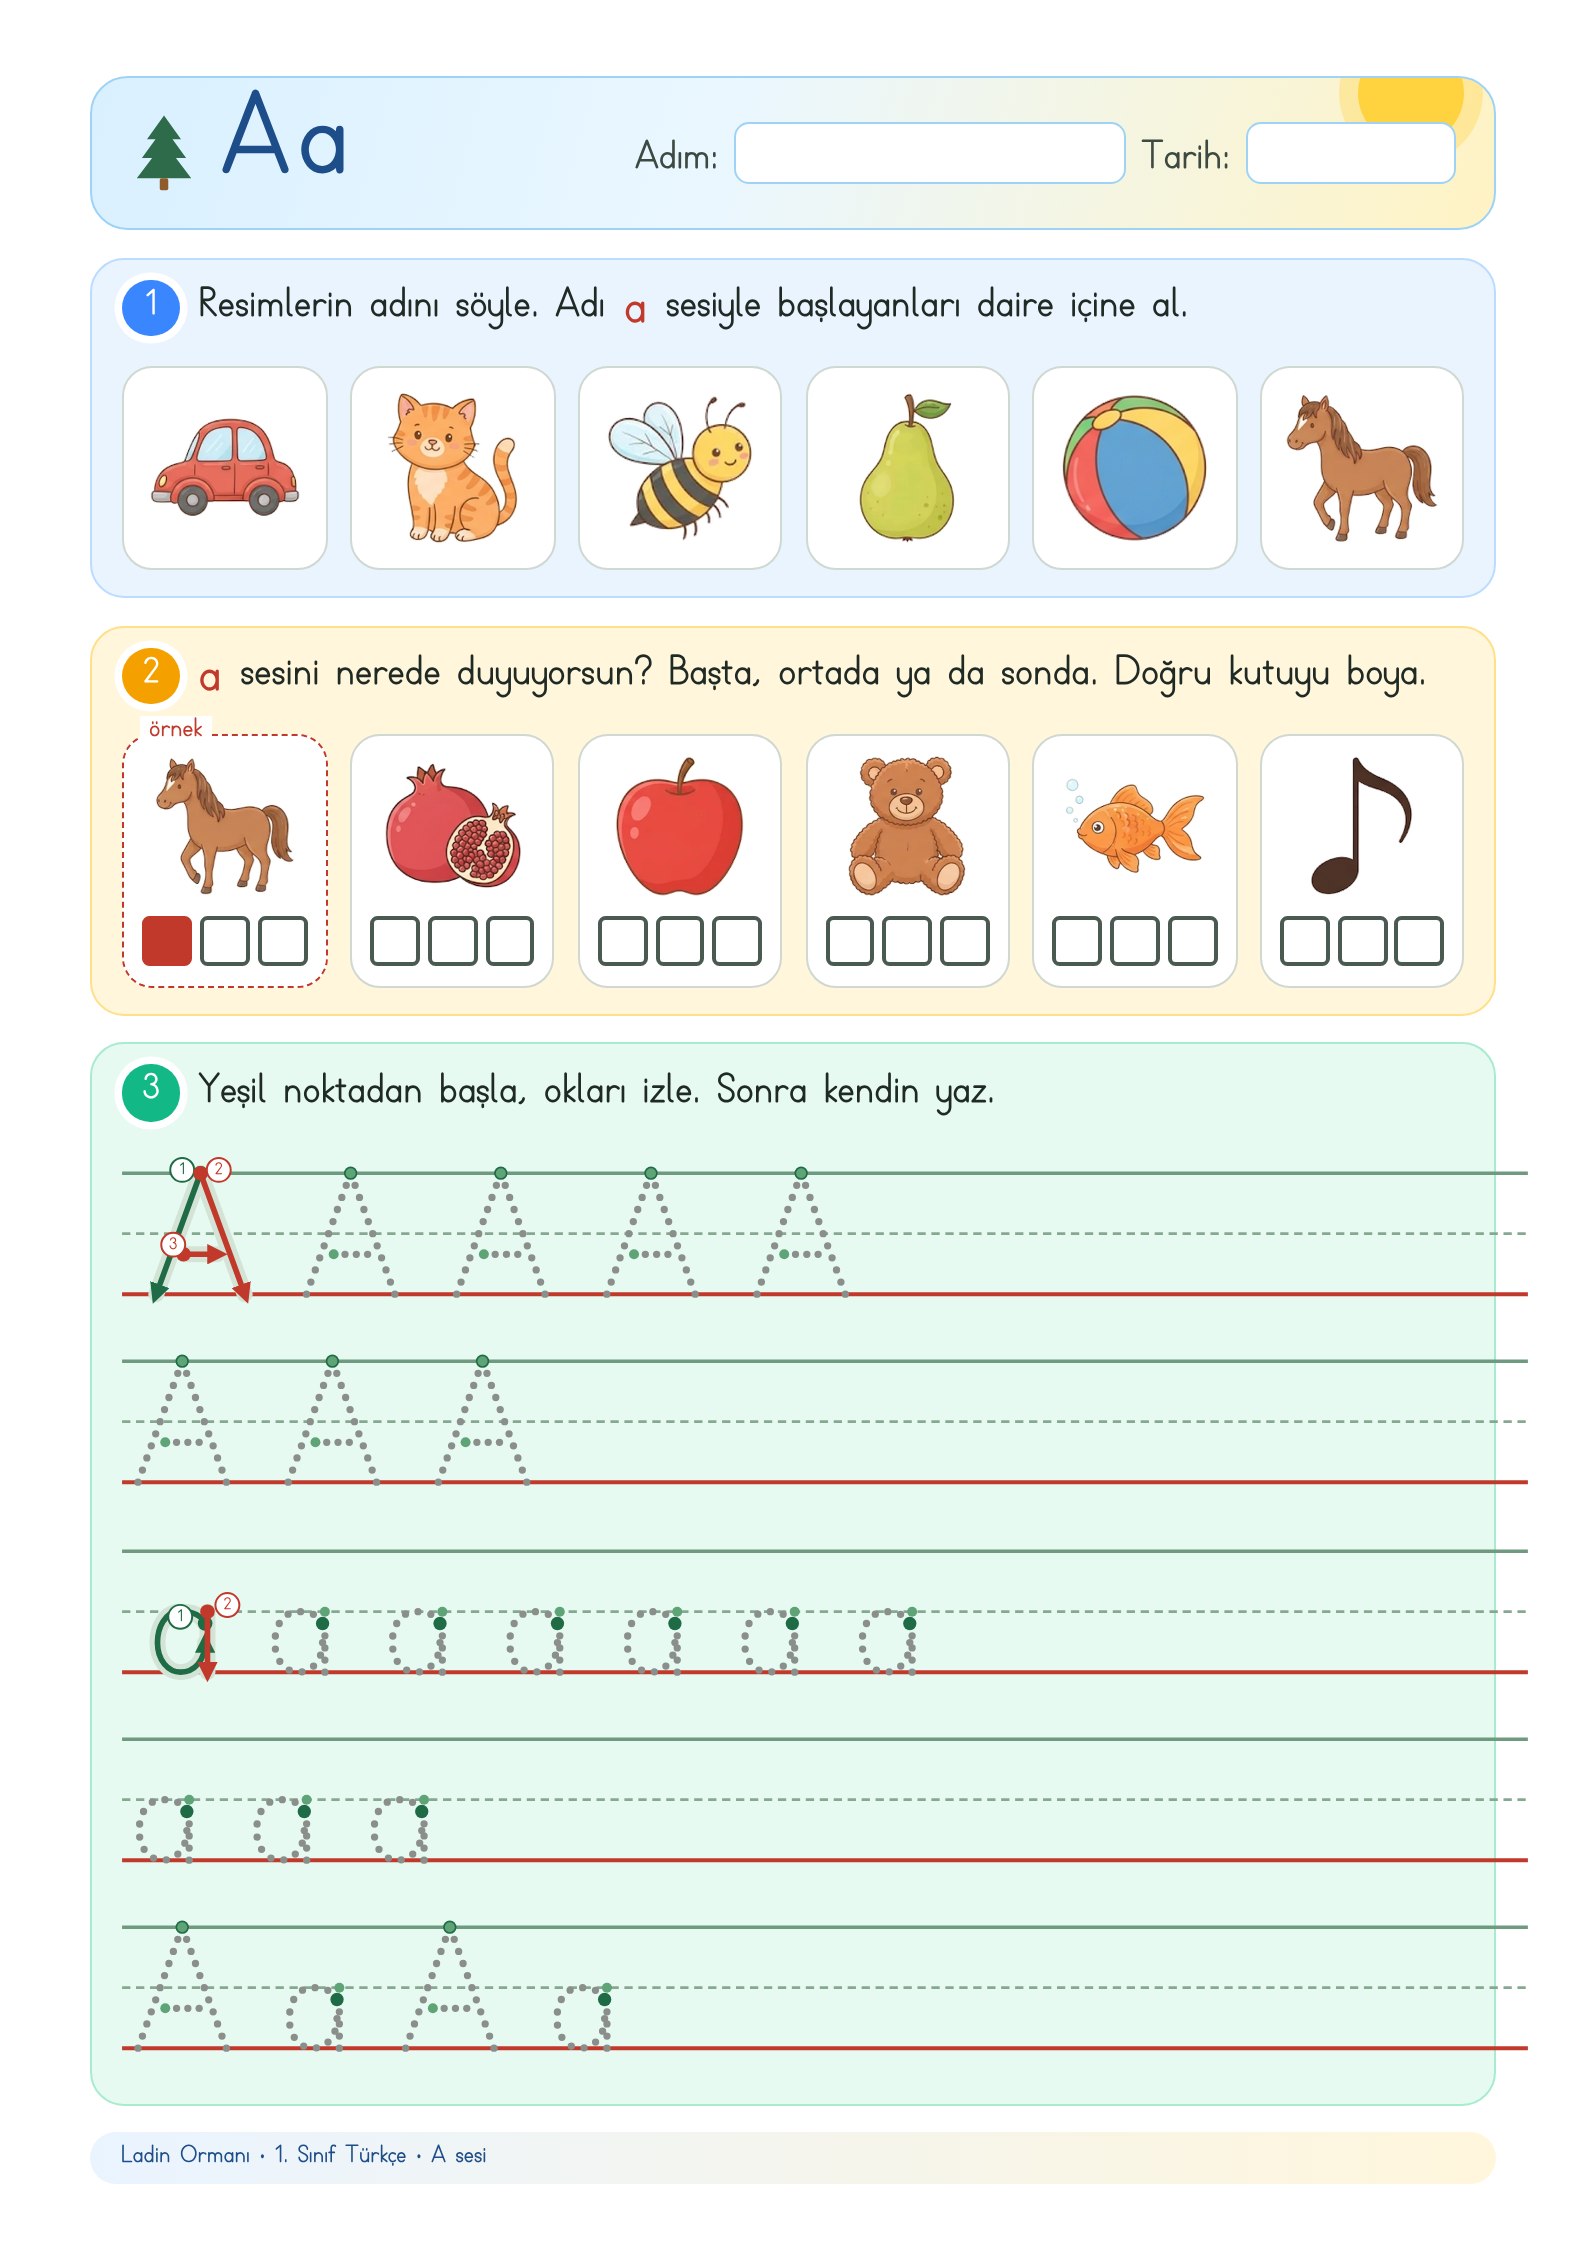 Aa
Adım: Tarih:
1 Resimlerin adını söyle. Adı a sesiyle başlayanları daire içine al.
2 a sesini nerede duyuyorsun? Başta, ortada ya da sonda. Doğru kutuyu boya.
örnek
3 Yeşil noktadan başla, okları izle. Sonra kendin yaz.
1 2
3
A A A A A
A A A
1 2
a a a a a a a
a a a
A a A a
Ladin Ormanı • 1. Sınıf Türkçe • A sesi